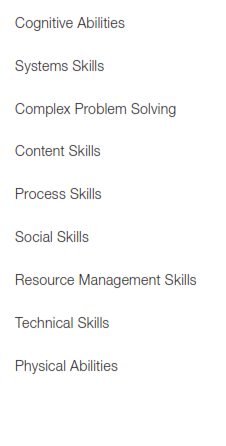 Cognitive Abilities
Systems Skills
Complex Problem Solving
Content Skills
Process Skills
Social Skills
Resource Management Skills
Technical Skills
Physical Abilities